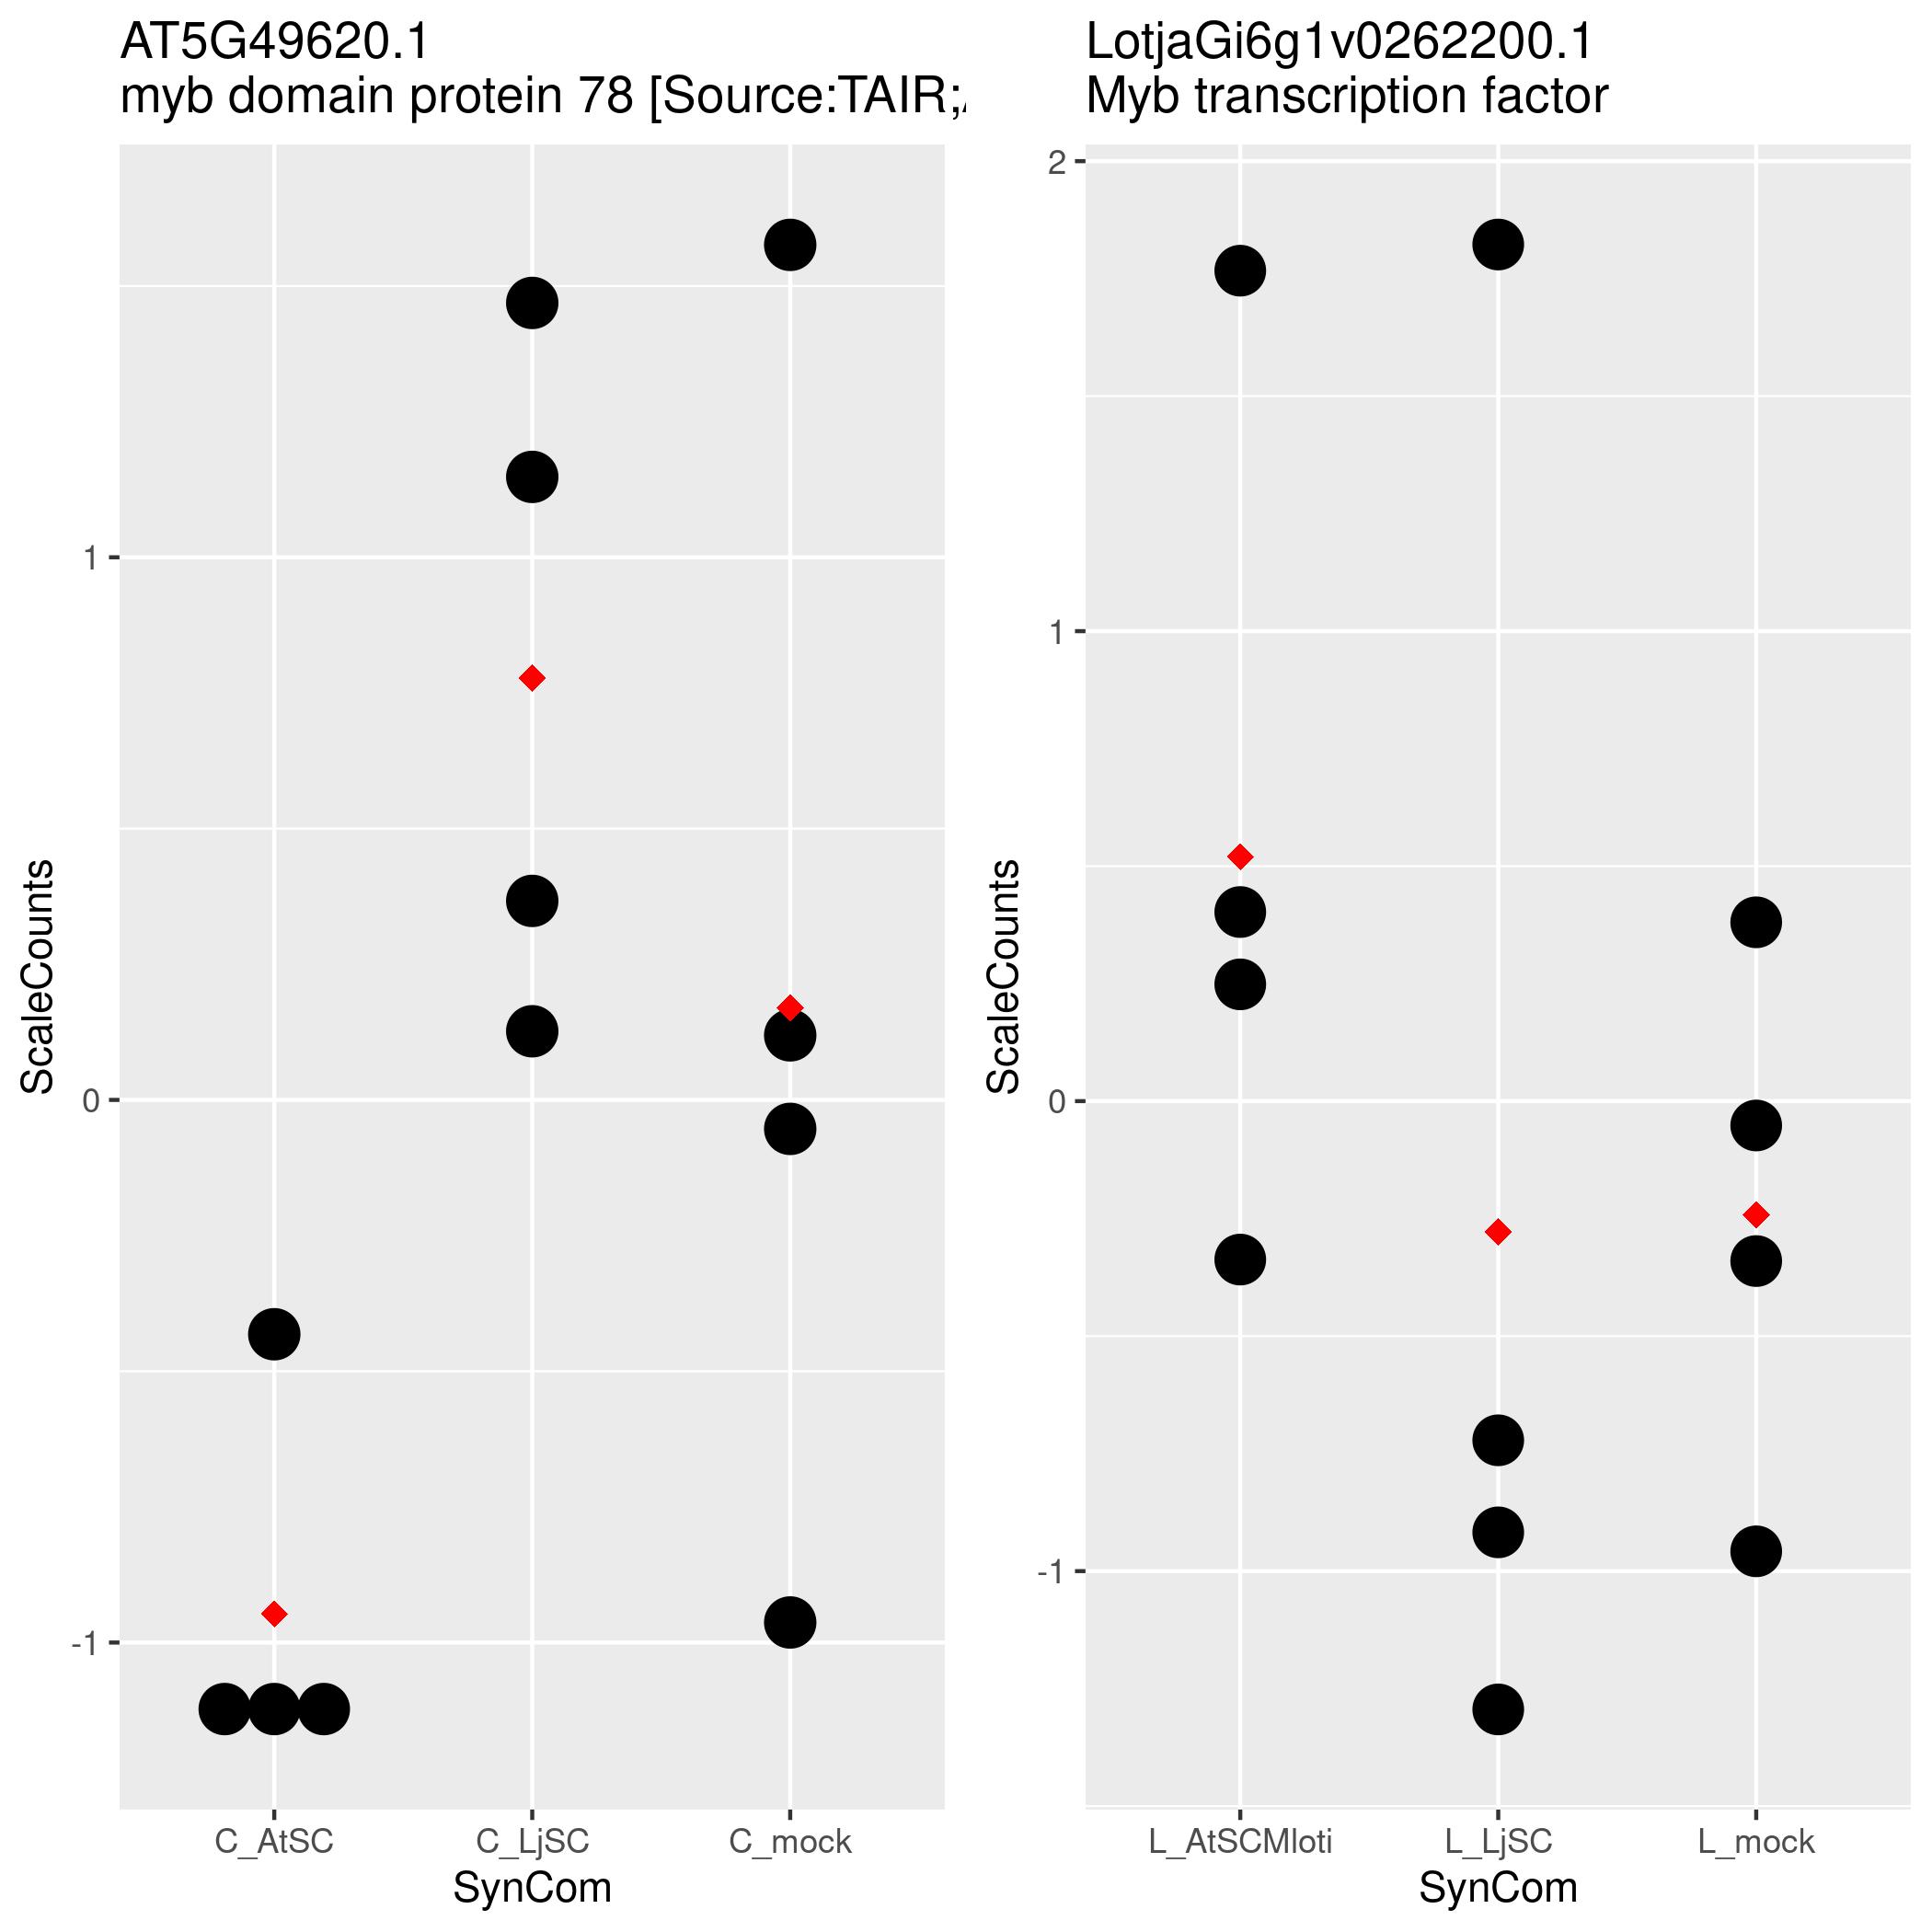 AT5G49620.1
myb domain protein 78 [Source:TAIR;
LotjaGi6g1v0262200.1
Myb transcription factor
ScaleCounts
1
0
-1
C_AtSC
C_LjSC
C_mock
SynCom
ScaleCounts
2
1
0
-1
L_AtSCMloti
L_LjSC
L_mock
SynCom